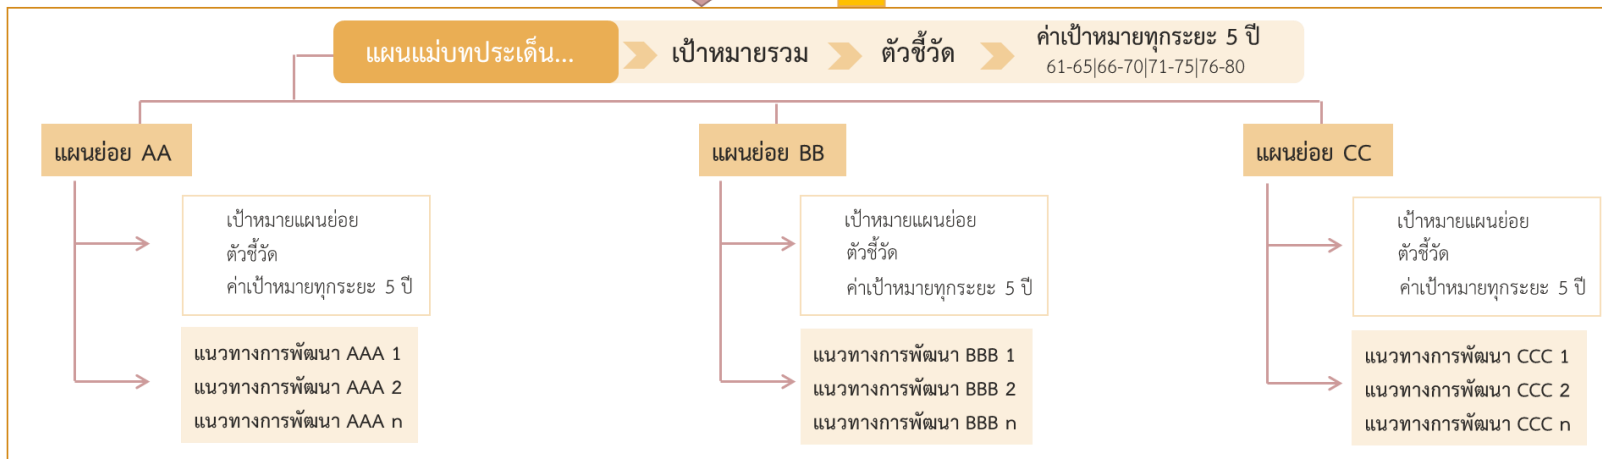 แผนแม่บทประเด็น...
เป้าหมายรวม
ตัวชี้วัด
ค่าเป้าหมายทุกระยะ 5 ปี
61-65|66-70|71-75|76-80
แผนย่อย AA
เป้าหมายแผนย่อย
ตัวชี้วัด
ค่าเป้าหมายทุกระยะ 5 ปี
แนวทางการพัฒนา AAA 1
แนวทางการพัฒนา AAA 2
แนวทางการพัฒนา AAA n
แผนย่อย BB
เป้าหมายแผนย่อย
ตัวชี้วัด
ค่าเป้าหมายทุกระยะ 5 ปี
แนวทางการพัฒนา BBB 1
แนวทางการพัฒนา BBB 2
แนวทางการพัฒนา BBB n
แผนย่อย CC
เป้าหมายแผนย่อย
ตัวชี้วัด
ค่าเป้าหมายทุกระยะ 5 ปี
แนวทางการพัฒนา CCC 1
แนวทางการพัฒนา CCC 2
แนวทางการพัฒนา CCC n